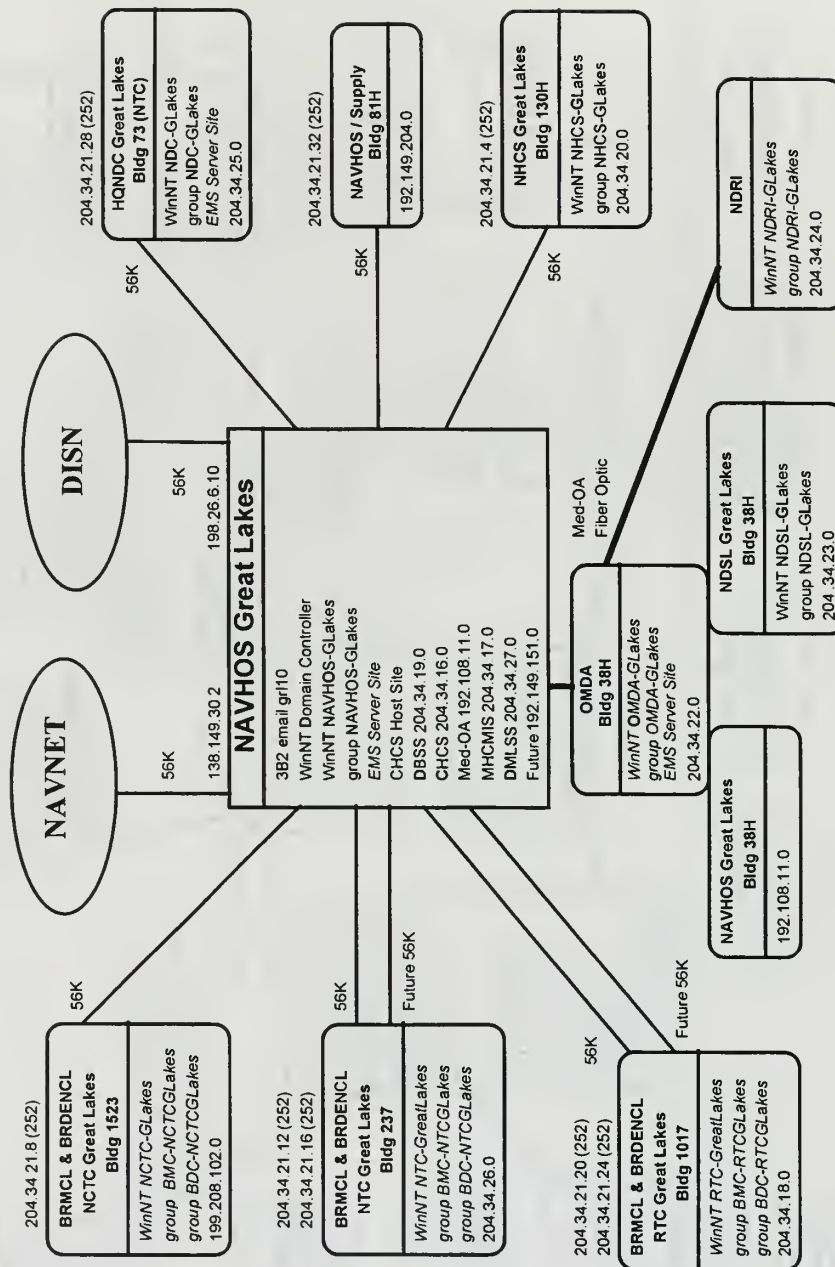 NAVNET
DISN
56K
56K
138.149.30 2
198.26.6.10
NAVHOS Great Lakes
3B2 email grl10
WinNT Domain Controller
WinNT NAVHOS-GLakes
group NAVHOS-GLakes
EMS Server Site
CHCS Host Site
DBSS 204.34.19.0
CHCS 204.34.16.0
Med-OA 192.108.11.0
MHCMIS 204.34.17.0
DMLSS 204.34.27.0
Future 192.149.151.0
204.34 21.8 (252)
BRMCL & BRDENCL
NCTC Great Lakes
Bldg 1523
WinNT NCTC-GLakes
group BMC-NCTCGLakes
group BDC-NCTCGLakes
199.208.102.0
56K
204.34.21.12 (252)
204.34.21.16 (252)
BRMCL & BRDENCL
NTC Great Lakes
Bldg 237
WinNT NTC-GreatLakes
group BMC-NTCGLakes
group BDC-NTCGLakes
204.34.26.0
56K
Future 56K
204.34.21.20 (252)
204.34.21.24 (252)
BRMCL & BRDENCL
RTC Great Lakes
Bldg 1017
WinNT RTC-GreatLakes
group BMC-RTCGLakes
group BDC-RTCGLakes
204.34.18.0
56K
Future 56K
204.34.21.28 (252)
HQNDC Great Lakes
Bldg 73 (NTC)
WinNT NDC-GLakes
group NDC-GLakes
EMS Server Site
204.34.25.0
56K
204.34.21.32 (252)
NAVHOS / Supply
Bldg 81H
192.149.204.0
56K
204.34.21.4 (252)
NHCS Great Lakes
Bldg 130H
WinNT NHCS-GLakes
group NHCS-GLakes
204.34.20.0
56K
Med-OA
Fiber Optic
OMDA
Bldg 38H
WinNT OMDA-GLakes
group OMDA-GLakes
EMS Server Site
204.34.22.0
NAVHOS Great Lakes
Bldg 38H
192.108.11.0
NDSL Great Lakes
Bldg 38H
WinNT NDSL-GLakes
group NDSL-GLakes
204 .34.23.0
NDRI
WinNT NDRI-GLakes
group NDRI-GLakes
204.34.24.0